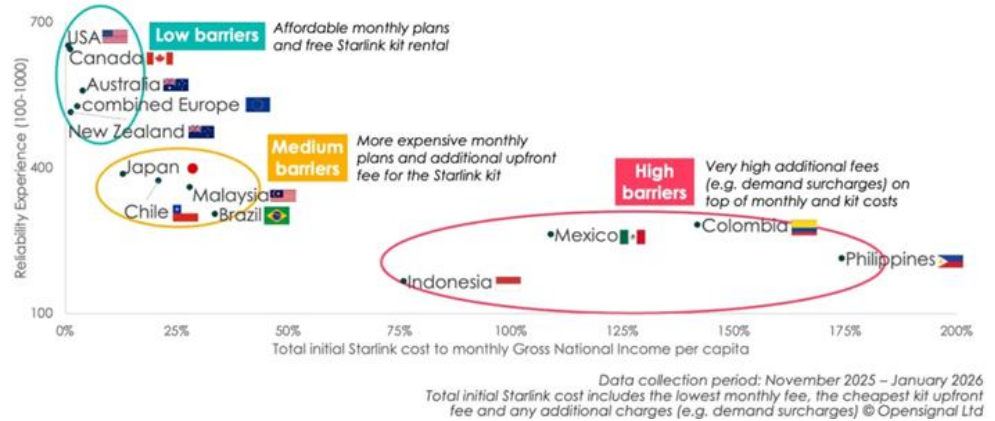 700
400
100
Reliability Experience (100-1000)
USA
Canada
Australia
combined Europe
New Zealand
Low barriers
Affordable monthly plans
and free Starlink kit rental
Japan
Chile
Malaysia
Brazil
Medium
barriers
More expensive monthly
plans and additional upfront
fee for the Starlink kit
High
barriers
Very high additional fees
(e.g. demand surcharges) on
top of monthly and kit costs
Indonesia
Mexico
Colombia
Philippines
0% 25% 50% 75% 100% 125% 150% 175% 200%
Total initial Starlink cost to monthly Gross National Income per capita
Data collection period: November 2025 – January 2026
Total initial Starlink cost includes the lowest monthly fee, the cheapest kit upfront
fee and any additional charges (e.g. demand surcharges) © Opensignal Ltd